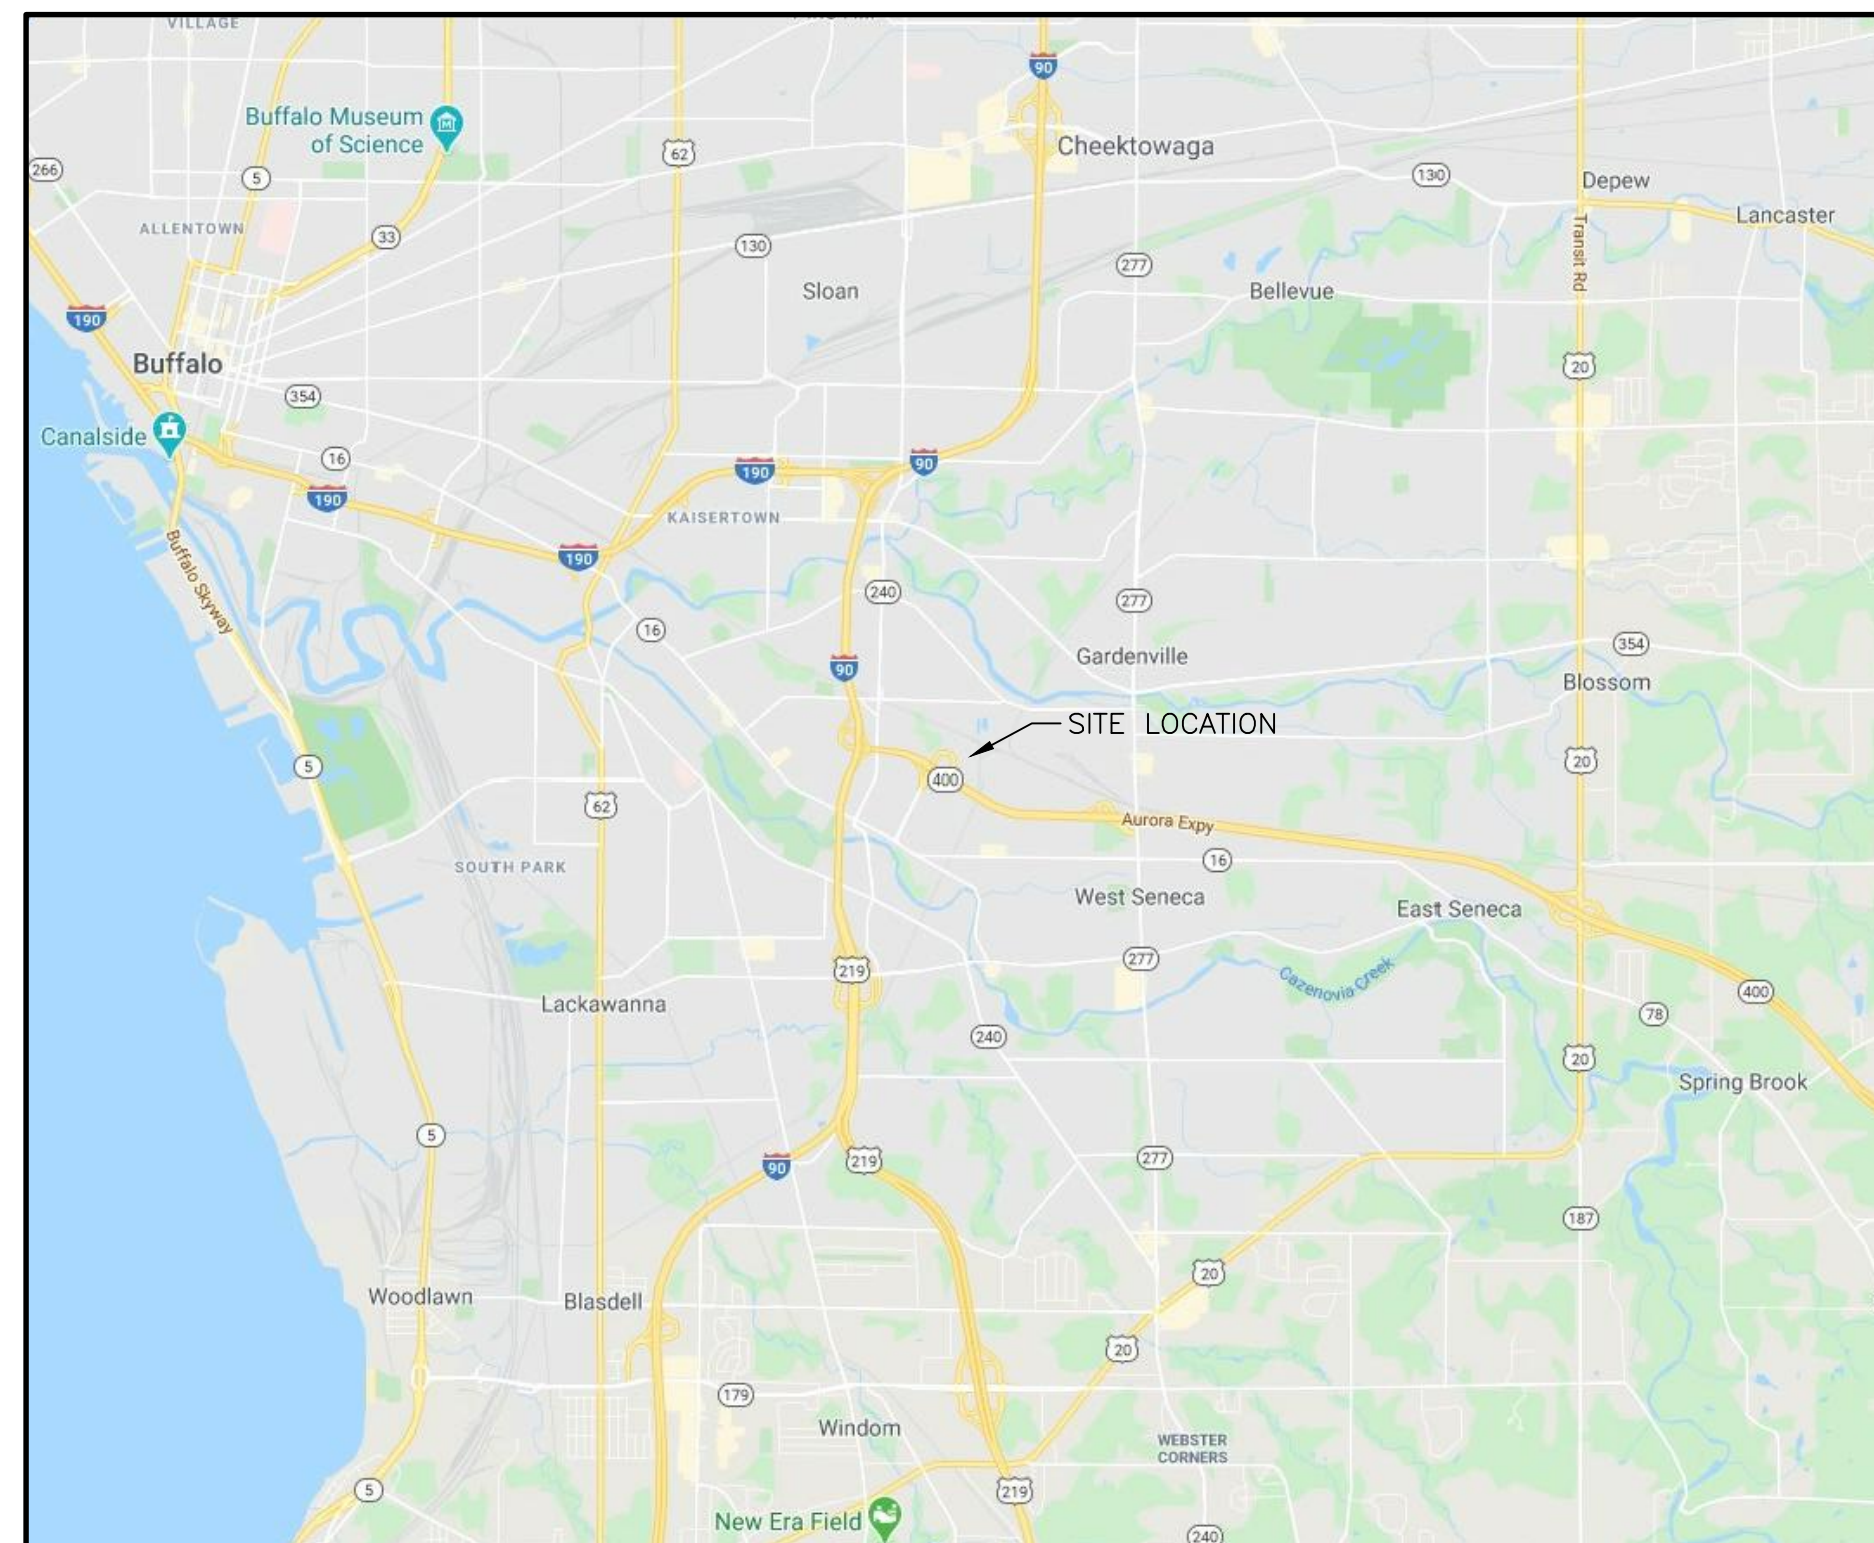 VILLAGE
90
Buffalo Museum
of Science
Cheektowaga
62
266
5
130
Depew
Lancaster
ALLENTOWN
33
130
277
Transit Rd
Sloan
Bellevue
190
Buffalo
20
354
Canalside
16
190
90
190
KAISERTOWN
190
Buffalo Skyway
240
277
16
354
Gardenville
90
Blossom
SITE LOCATION
5
400
20
62
Aurora Expy
16
SOUTH PARK
West Seneca
East Seneca
277
219
Cazenovia Creek
400
Lackawanna
78
240
20
Spring Brook
5
90
219
277
187
20
Woodlawn
Blasdell
20
179
Windom
WEBSTER
CORNERS
5
219
New Era Field
240